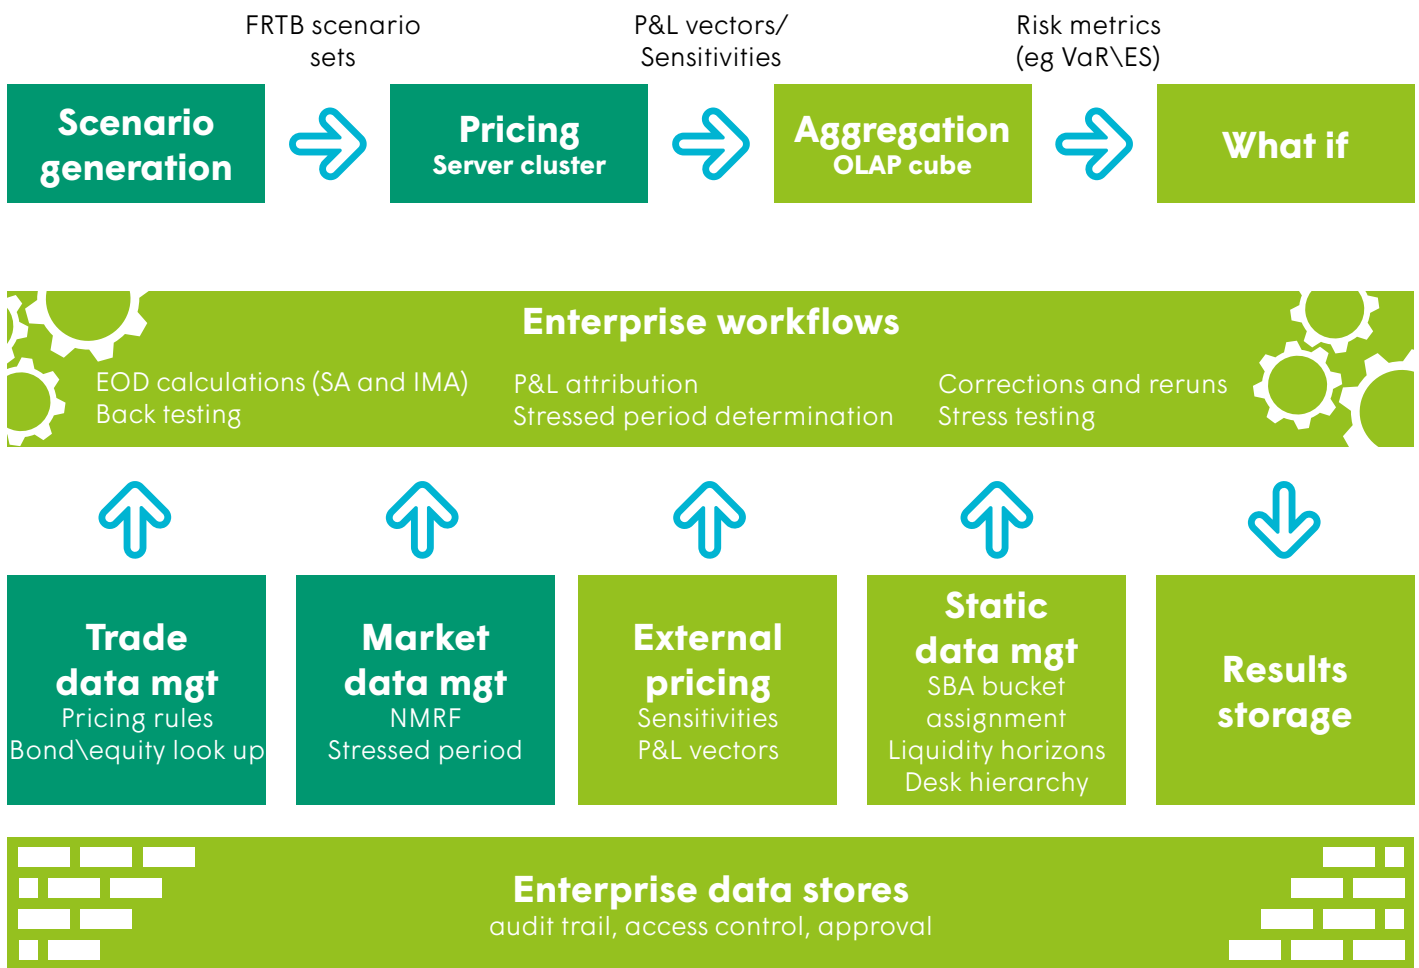 FRTB scenario
sets
P&L vectors/
Sensitivities
Risk metrics
(eg VaR\ES)
Scenario
generation
Pricing
Server cluster
Aggregation
OLAP cube
What if
Enterprise workflows
EOD calculations (SA and IMA)
Back testing
P&L attribution
Stressed period determination
Corrections and reruns
Stress testing
Trade
data mgt
Pricing rules
Bond\equity look up
Market
data mgt
NMRF
Stressed period
External
pricing
Sensitivities
P&L vectors
Static
data mgt
SBA bucket
assignment
Liquidity horizons
Desk hierarchy
Results
storage
Enterprise data stores
audit trail, access control, approval